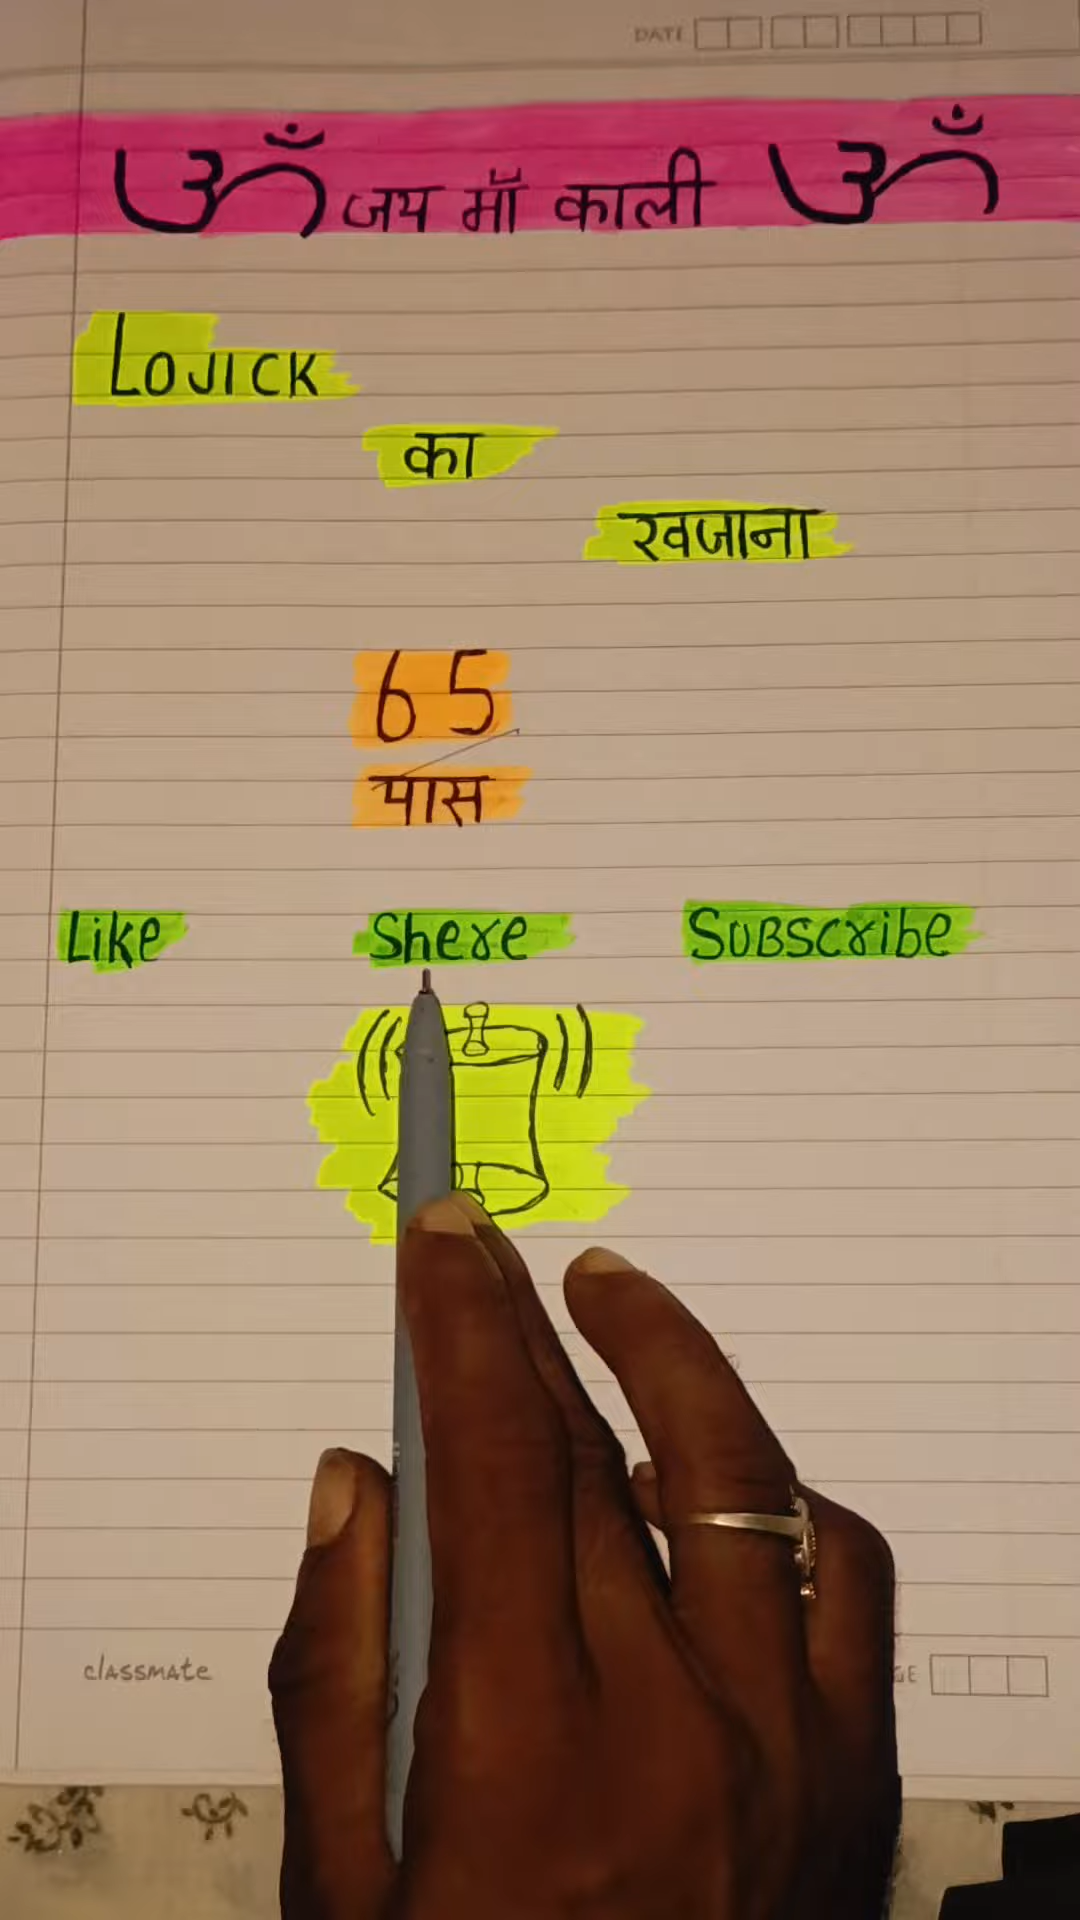 DATE
ॐ जय माँ काली ॐ
LOJICK
का
खजाना
65
पास
Like Shere SUBSCribe
classmate